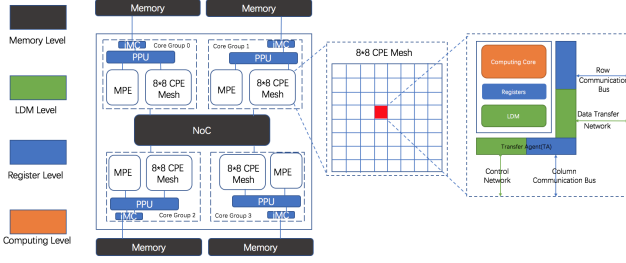 Memory Level
LDM Level
Register Level
Computing Level
Memory
Memory
iMC
Core Group 0
PPU
MPE
8*8 CPE
Mesh
Core Group 1
iMC
PPU
MPE
8*8 CPE
Mesh
NoC
MPE
8*8 CPE
Mesh
PPU
iMC
Core Group 2
8*8 CPE
Mesh
MPE
PPU
Core Group 3
iMC
Memory
Memory
8*8 CPE Mesh
Computing Core
Registers
LDM
Transfer Agent(TA)
Row
Communication
Bus
Data Transfer
Network
Control
Network
Column
Communication Bus